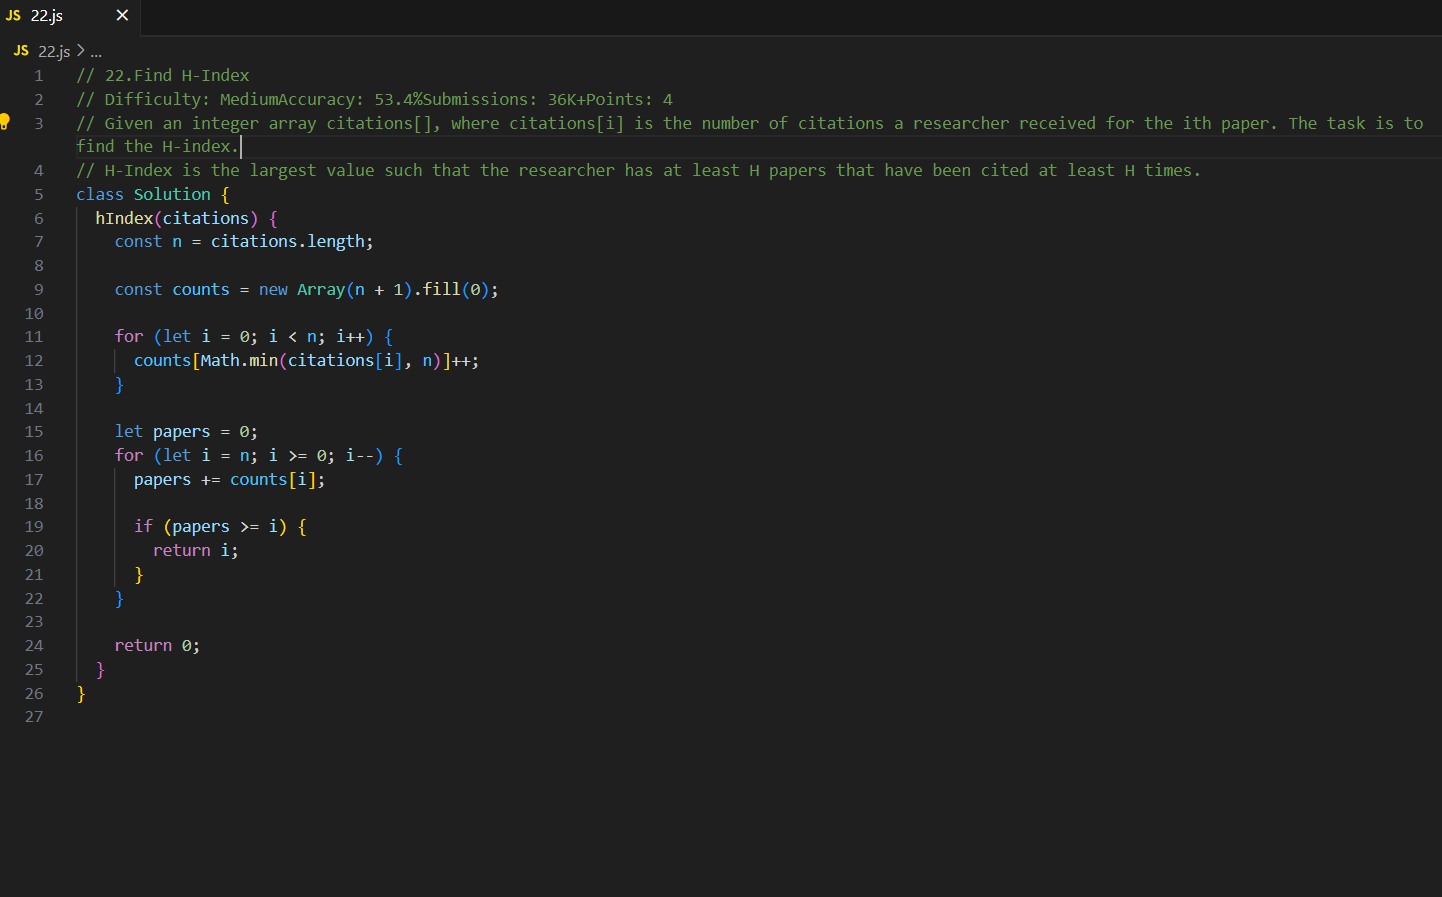 JS 22.js ×
JS 22.js > ...
1 // 22.Find H-Index
2 // Difficulty: MediumAccuracy: 53.4%Submissions: 36K+Points: 4
3 // Given an integer array citations[], where citations[i] is the number of citations a researcher received for the ith paper. The task is to
find the H-index.
4 // H-Index is the largest value such that the researcher has at least H papers that have been cited at least H times.
5 class Solution {
6   hIndex(citations) {
7     const n = citations.length;
8
9     const counts = new Array(n + 1).fill(0);
10
11     for (let i = 0; i < n; i++) {
12       counts[Math.min(citations[i], n)]++;
13     }
14
15     let papers = 0;
16     for (let i = n; i >= 0; i--) {
17       papers += counts[i];
18
19       if (papers >= i) {
20         return i;
21       }
22     }
23
24     return 0;
25   }
26 }
27